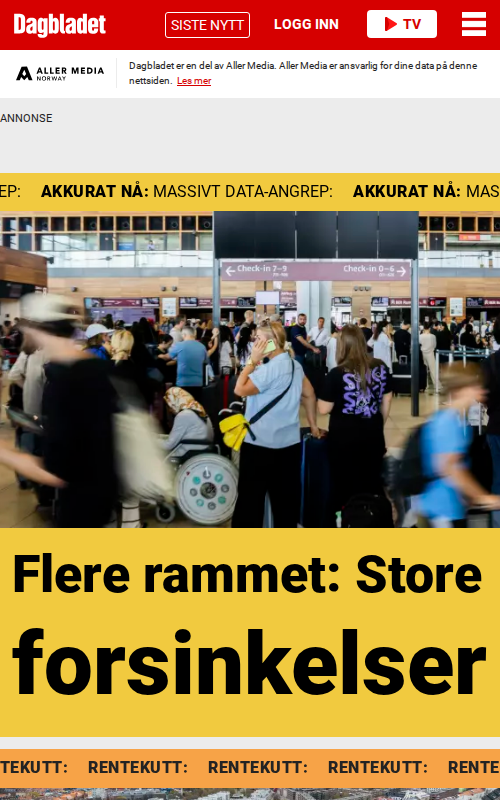 Dagbladet
SISTE NYTT
LOGG INN
TV
ALLER MEDIA
NORWAY
Dagbladet er en del av Aller Media. Aller Media er ansvarlig for dine data på denne
nettsiden. Les mer
ANNONSE
EP: AKKURAT NÅ: MASSIVT DATA-ANGREP: AKKURAT NÅ: MAS
Check-in 7-9
Check-in 0-6
Flere rammet: Store
forsinkelser
TEKUTT: RENTEKUTT: RENTEKUTT: RENTEKUTT: RENTE